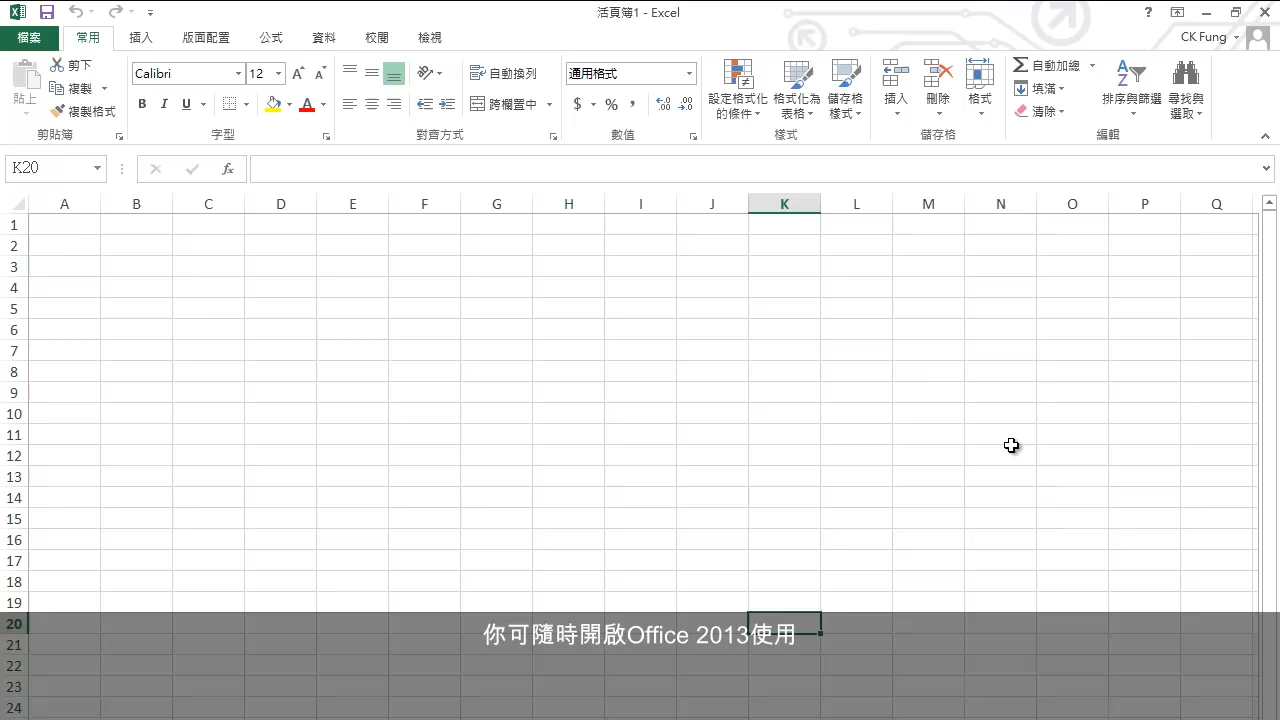 活頁簿1 - Excel
?
檔案 常用 插入 版面配置 公式 資料 校閱 檢視 CK Fung
貼上 剪下 複製 複製格式
Calibri 12 A A
B I U A
自動換列
跨欄置中
通用格式
$ % ,
設定格式化的條件 格式化為表格 儲存格樣式
插入 刪除 格式
自動加總
填滿
清除
排序與篩選 尋找與選取
剪貼簿 字型 對齊方式 數值 樣式 儲存格 編輯
K20 fx
A B C D E F G H I J K L M N O P Q
1
2
3
4
5
6
7
8
9
10
11
12
13
14
15
16
17
18
19
20
你可隨時開啟Office 2013使用
21
22
23
24